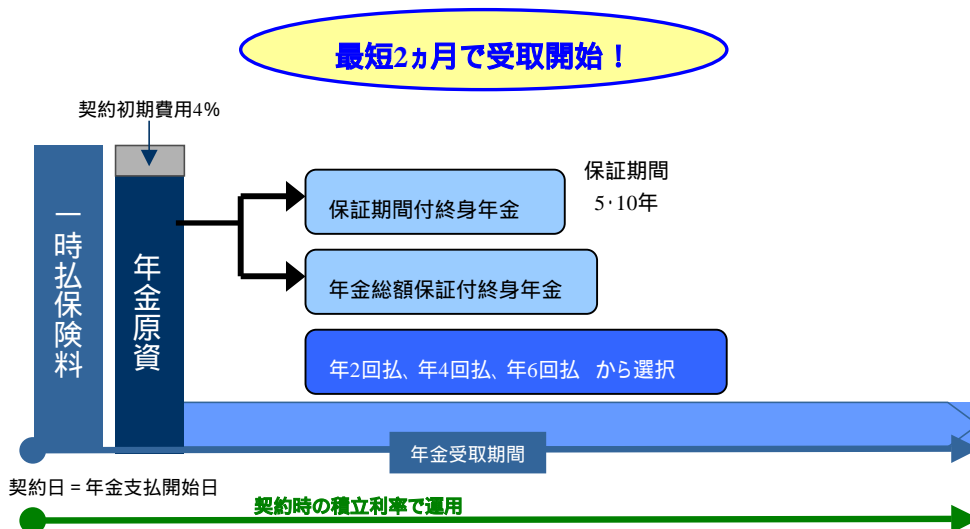 最短2ヵ月で受取開始！
契約初期費用4%
一時払保険料
年金原資
保証期間付終身年金
保証期間
5･10年
年金総額保証付終身年金
年2回払、年4回払、年6回払　から選択
年金受取期間
契約日 = 年金支払開始日
契約時の積立利率で運用